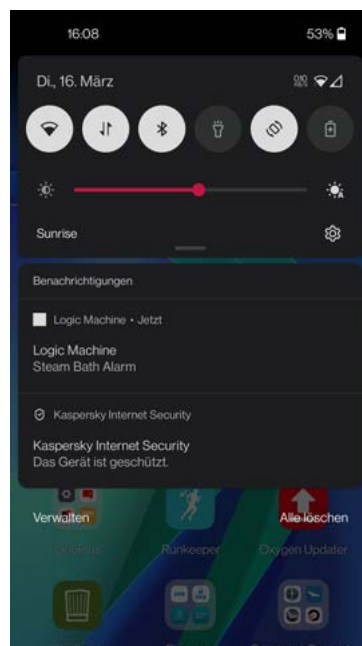 16:08
53%
Di., 16. März
Sunrise
Benachrichtigungen
Logic Machine • Jetzt
Logic Machine
Steam Bath Alarm
Kaspersky Internet Security
Kaspersky Internet Security
Das Gerät ist geschützt.
Verwalten
Alle löschen
OnePlus
Runkeeper
Oxygen Updater